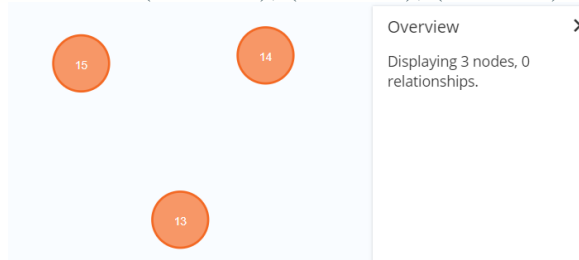 Overview
Displaying 3 nodes, 0
relationships.
15
14
13